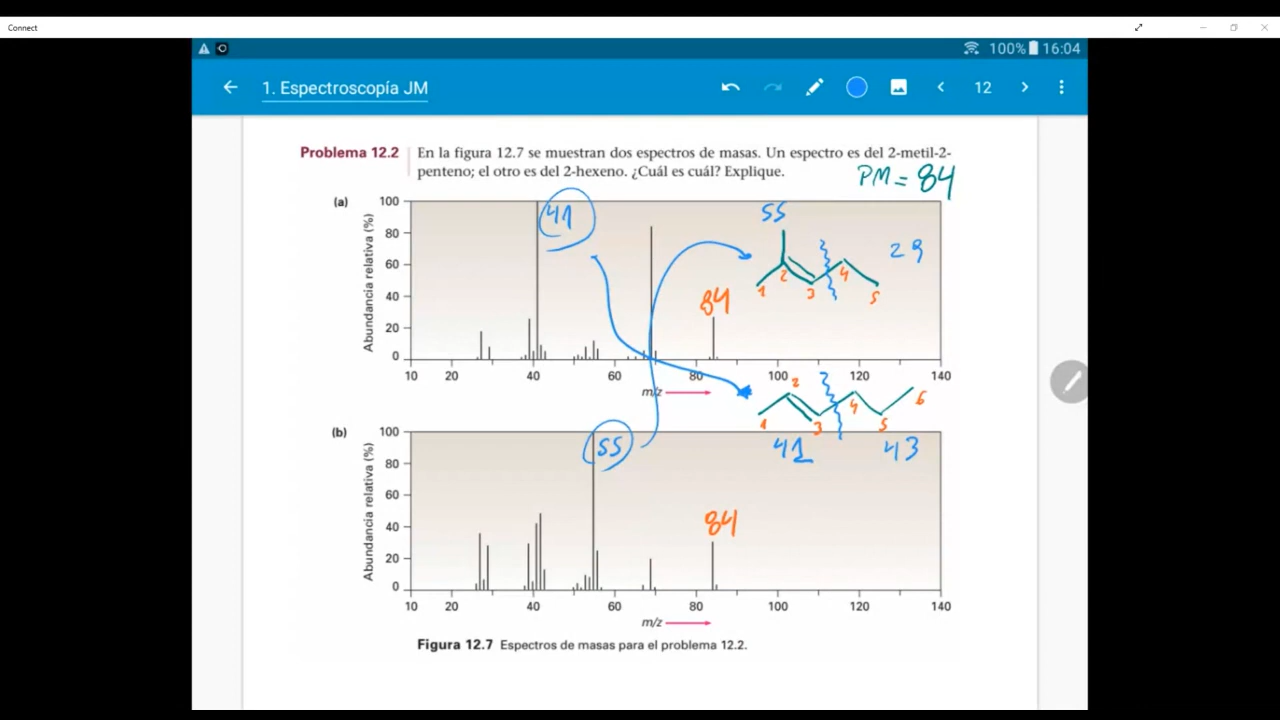 Connect
100% 16:04
1. Espectroscopía JM
12
Problema 12.2 En la figura 12.7 se muestran dos espectros de masas. Un espectro es del 2-metil-2-
penteno; el otro es del 2-hexeno. ¿Cuál es cuál? Explique.
PM = 84
(a)
Abundancia relativa (%)
100
80
60
40
20
0
10 20 40 60 80 100 120 140
m/z
41
84
55
29
1 2 3 4 5
1 2 3 4 5 6
41 43
(b)
Abundancia relativa (%)
100
80
60
40
20
0
10 20 40 60 80 100 120 140
m/z
55
84
Figura 12.7 Espectros de masas para el problema 12.2.